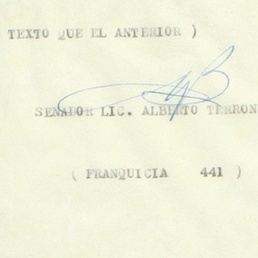 TEXTO QUE EL ANTERIOR )
SENADOR LIC. ALBERTO TERRON
( FRANQUICIA 441 )